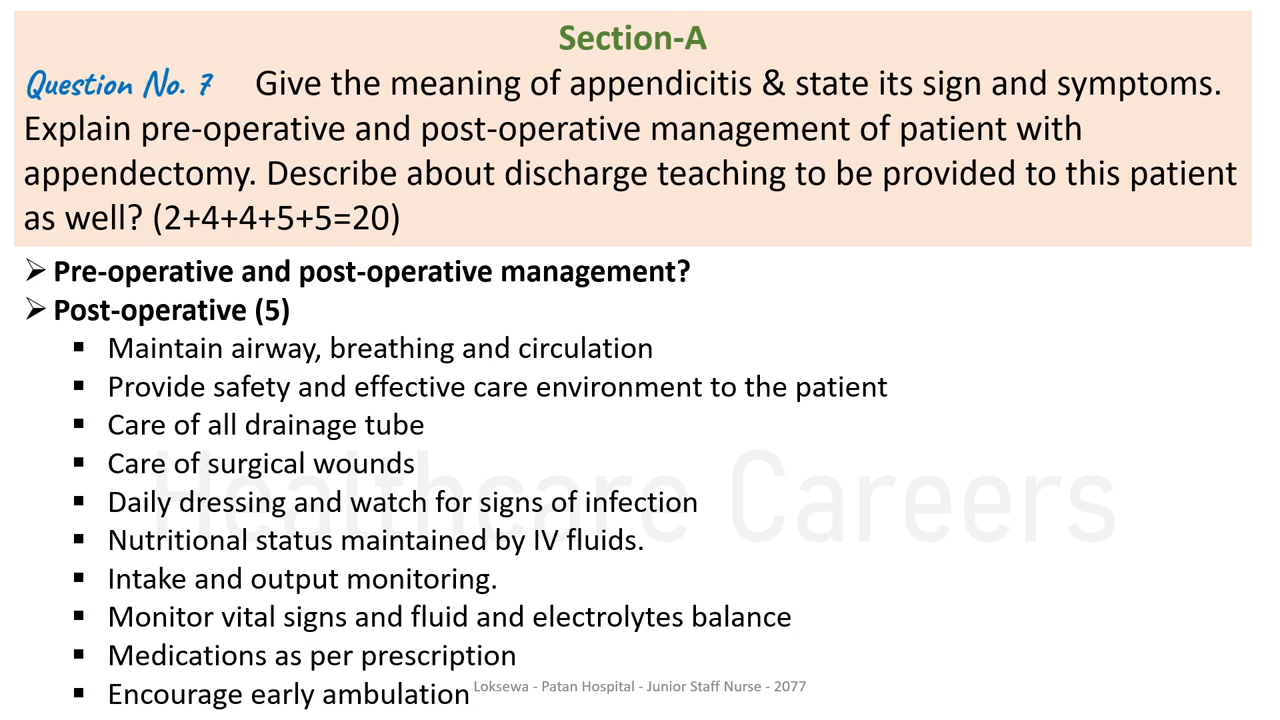 Section-A
Question No. 7 Give the meaning of appendicitis & state its sign and symptoms.
Explain pre-operative and post-operative management of patient with
appendectomy. Describe about discharge teaching to be provided to this patient
as well? (2+4+4+5+5=20)
➢ Pre-operative and post-operative management?
➢ Post-operative (5)
▪ Maintain airway, breathing and circulation
▪ Provide safety and effective care environment to the patient
▪ Care of all drainage tube
▪ Care of surgical wounds
▪ Daily dressing and watch for signs of infection
Healthcare Careers
▪ Nutritional status maintained by IV fluids.
▪ Intake and output monitoring.
▪ Monitor vital signs and fluid and electrolytes balance
▪ Medications as per prescription
▪ Encourage early ambulation
Loksewa - Patan Hospital - Junior Staff Nurse - 2077